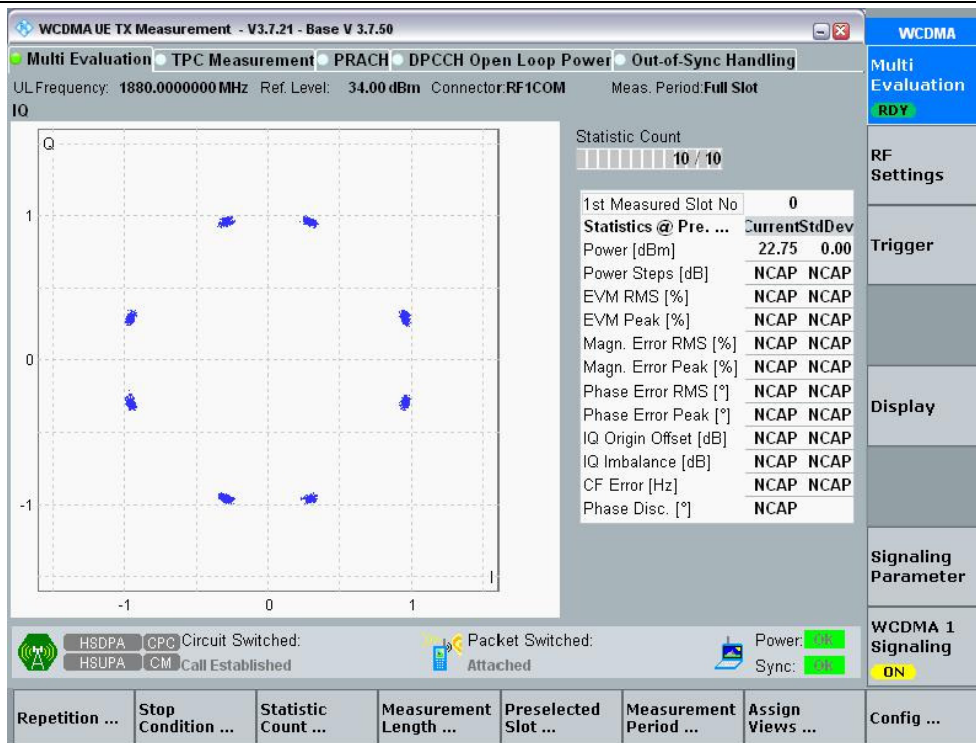 WCDMA UE TX Measurement - V3.7.21 - Base V 3.7.50
WCDMA
Multi Evaluation TPC Measurement PRACH DPCCH Open Loop Power Out-of-Sync Handling
Multi Evaluation
RDY
UL Frequency: 1880.0000000 MHz Ref. Level: 34.00 dBm Connector:RF1COM Meas. Period:Full Slot
IQ
Q
1
0
-1
-1 0 1
I
Statistic Count
10 / 10
1st Measured Slot No 0
Statistics @ Pre. ... CurrentStdDev
Power [dBm] 22.75 0.00
Power Steps [dB] NCAP NCAP
EVM RMS [%] NCAP NCAP
EVM Peak [%] NCAP NCAP
Magn. Error RMS [%] NCAP NCAP
Magn. Error Peak [%] NCAP NCAP
Phase Error RMS [°] NCAP NCAP
Phase Error Peak [°] NCAP NCAP
IQ Origin Offset [dB] NCAP NCAP
IQ Imbalance [dB] NCAP NCAP
CF Error [Hz] NCAP NCAP
Phase Disc. [°] NCAP
RF
Settings
Trigger
Display
Signaling
Parameter
WCDMA 1
Signaling
ON
HSDPA CPC Circuit Switched: Packet Switched: Power: OK
HSUPA CM Call Established Attached Sync: OK
Repetition ...
Stop
Condition ...
Statistic
Count ...
Measurement
Length ...
Preselected
Slot ...
Measurement
Period ...
Assign
Views ...
Config ...